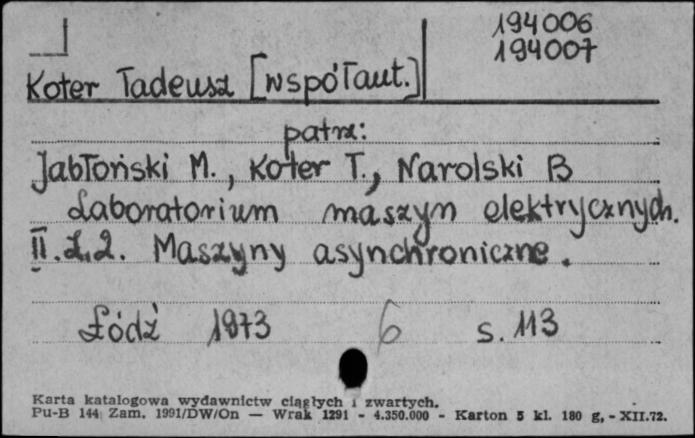 194006
194007
Koter Tadeusz [współaut.]
patrz:
Jabłoński M., Koter T., Narolski B
Laboratorium maszyn elektrycznych.
II.Z.2. Maszyny asynchroniczne.
Łódź 1973 6 s. 113
Karta katalogowa wydawnictw ciągłych i zwartych.
Pu-B 144 Zam. 1991/DW/On — Wrak 1291 - 4.350.000 - Karton 5 kl. 180 g, - XII.72.